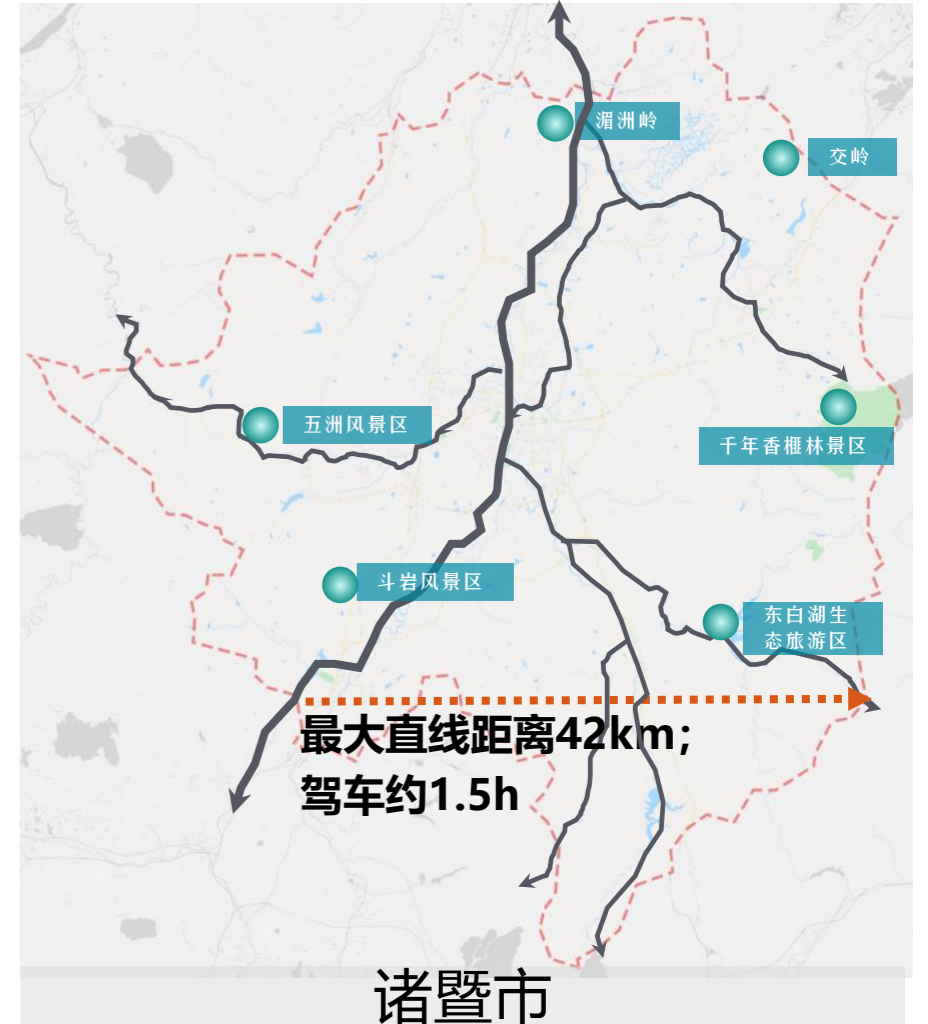 湄洲岭
交岭
五洲风景区
千年香榧林景区
斗岩风景区
东白湖生
态旅游区
最大直线距离42km；
驾车约1.5h
诸暨市